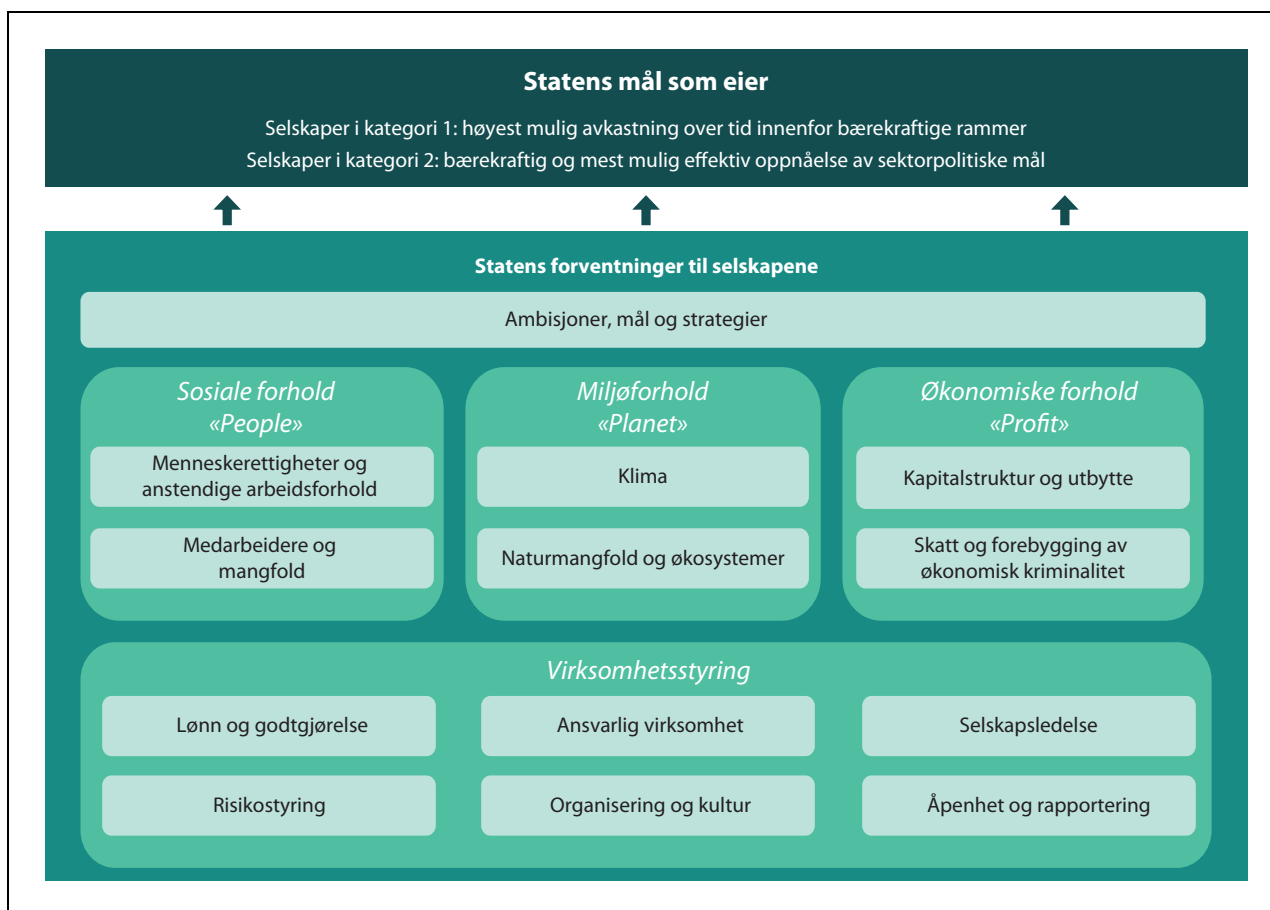 Statens mål som eier
Selskaper i kategori 1: høyest mulig avkastning over tid innenfor bærekraftige rammer
Selskaper i kategori 2: bærekraftig og mest mulig effektiv oppnåelse av sektorpolitiske mål
Statens forventninger til selskapene
Ambisjoner, mål og strategier
Sosiale forhold
«People»
Menneskerettigheter og
anstendige arbeidsforhold
Medarbeidere og
mangfold
Miljøforhold
«Planet»
Klima
Naturmangfold og økosystemer
Økonomiske forhold
«Profit»
Kapitalstruktur og utbytte
Skatt og forebygging av
økonomisk kriminalitet
Virksomhetsstyring
Lønn og godtgjørelse
Ansvarlig virksomhet
Selskapsledelse
Risikostyring
Organisering og kultur
Åpenhet og rapportering